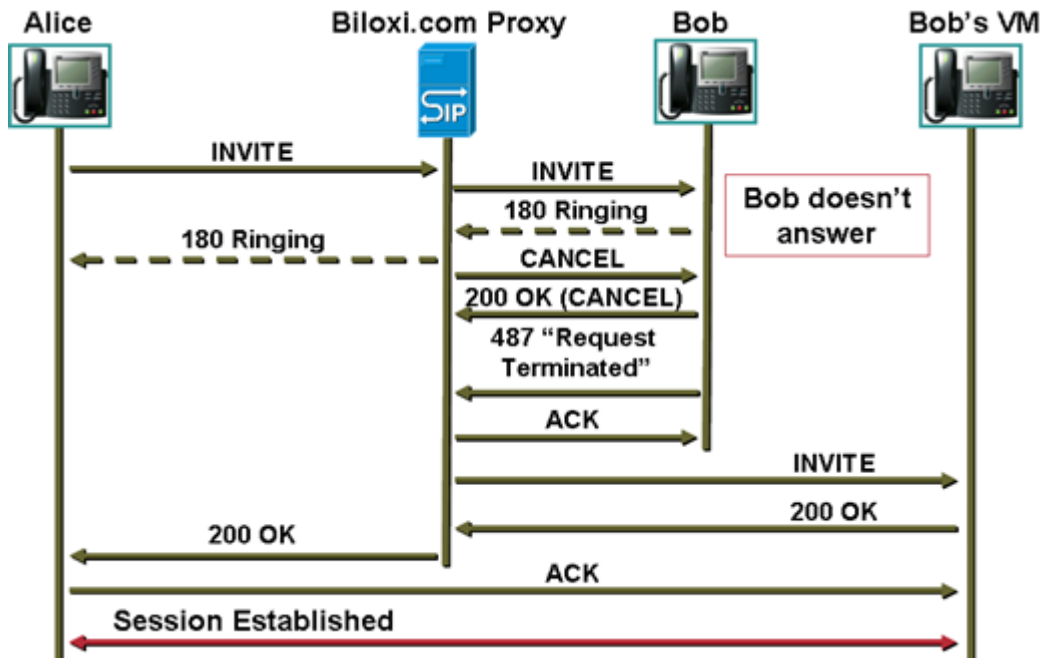 Alice
Biloxi.com Proxy
Bob
Bob's VM
SIP
INVITE
INVITE
180 Ringing
Bob doesn't
answer
180 Ringing
CANCEL
200 OK (CANCEL)
487 “Request
Terminated”
ACK
INVITE
200 OK
200 OK
ACK
Session Established